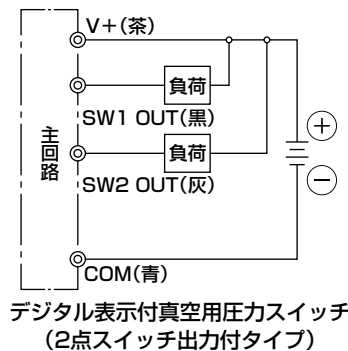 V+(茶)
負荷
SW1 OUT(黒)
主回路
負荷
SW2 OUT(灰)
+
−
COM(青)
デジタル表示付真空用圧力スイッチ
(2点スイッチ出力付タイプ)